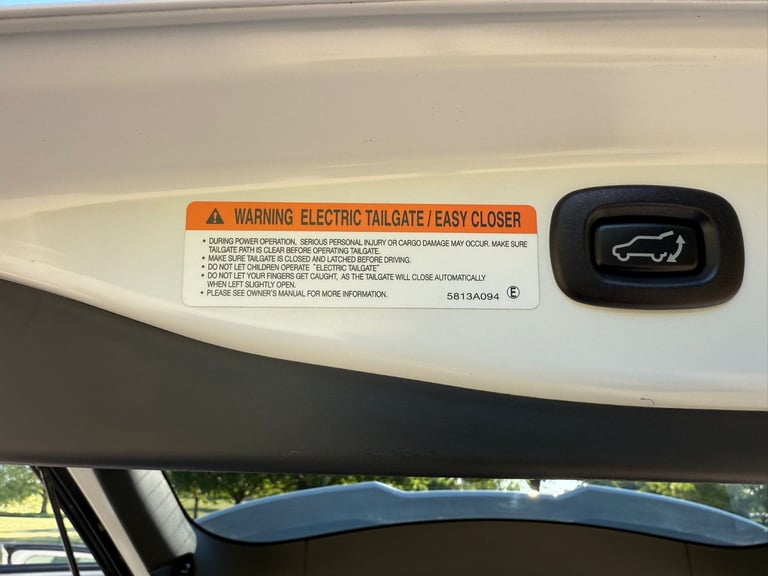 WARNING ELECTRIC TAILGATE / EASY CLOSER
• DURING POWER OPERATION, SERIOUS PERSONAL INJURY OR CARGO DAMAGE MAY OCCUR. MAKE SURE
TAILGATE PATH IS CLEAR BEFORE OPERATING TAILGATE.
• MAKE SURE TAILGATE IS CLOSED AND LATCHED BEFORE DRIVING.
• DO NOT LET CHILDREN OPERATE "ELECTRIC TAILGATE"
• DO NOT LET YOUR FINGERS GET CAUGHT, AS THE TAILGATE WILL CLOSE AUTOMATICALLY
WHEN LEFT SLIGHTLY OPEN.
• PLEASE SEE OWNER'S MANUAL FOR MORE INFORMATION.
5813A094 Ⓔ